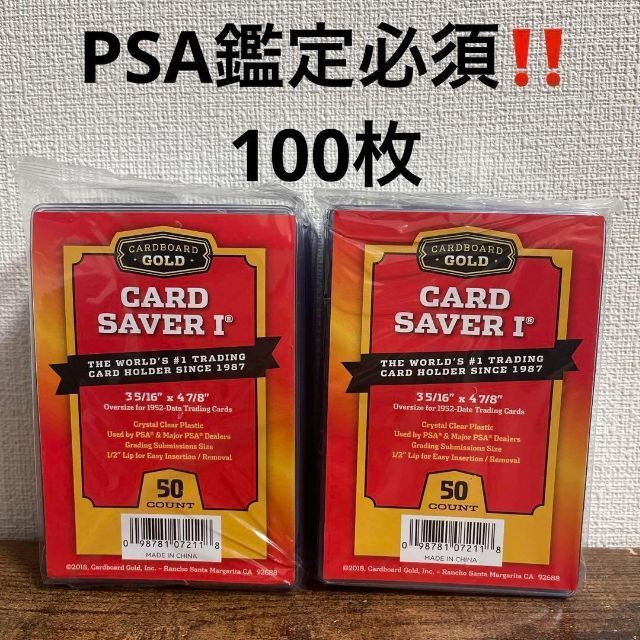 PSA鑑定必須‼️
100枚
CARDBOARD
GOLD
CARD
SAVER I®
THE WORLD'S #1 TRADING
CARD HOLDER SINCE 1987
3 5/16" x 4 7/8"
Oversize for 1952-Date Trading Cards
Crystal Clear Plastic
Used by PSA® & Major PSA® Dealers
Grading Submissions Size
1/2" Lip for Easy Insertion / Removal
50
COUNT
0 98781 07211 8
MADE IN CHINA
©2018, Cardboard Gold, Inc. – Rancho Santa Margarita CA 92688
CARDBOARD
GOLD
CARD
SAVER I®
THE WORLD'S #1 TRADING
CARD HOLDER SINCE 1987
3 5/16" x 4 7/8"
Oversize for 1952-Date Trading Cards
Crystal Clear Plastic
Used by PSA® & Major PSA® Dealers
Grading Submissions Size
1/2" Lip for Easy Insertion / Removal
50
COUNT
0 98781 07211 8
MADE IN CHINA
©2018, Cardboard Gold, Inc. – Rancho Santa Margarita CA 92688